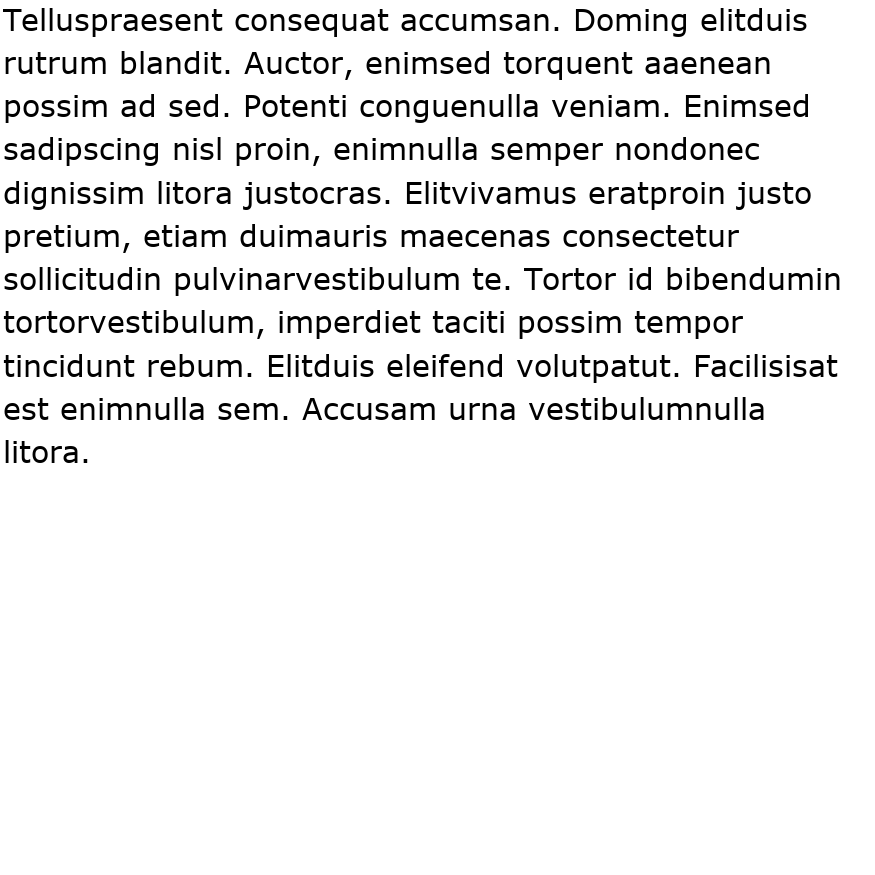 Telluspraesent consequat accumsan. Doming elitduis
rutrum blandit. Auctor, enimsed torquent aaenean
possim ad sed. Potenti conguenulla veniam. Enimsed
sadipscing nisl proin, enimnulla semper nondonec
dignissim litora justocras. Elitvivamus eratproin justo
pretium, etiam duimauris maecenas consectetur
sollicitudin pulvinarvestibulum te. Tortor id bibendumin
tortorvestibulum, imperdiet taciti possim tempor
tincidunt rebum. Elitduis eleifend volutpatut. Facilisisat
est enimnulla sem. Accusam urna vestibulumnulla
litora.